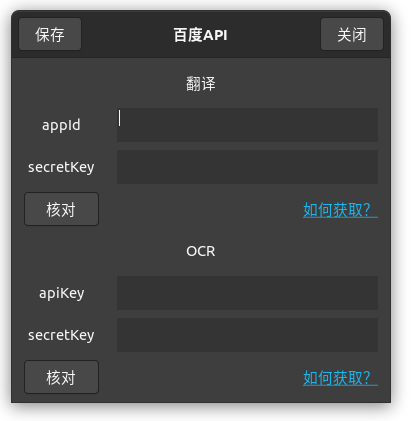 保存 百度API 关闭
翻译
appId
secretKey
核对 如何获取？
OCR
apiKey
secretKey
核对 如何获取？